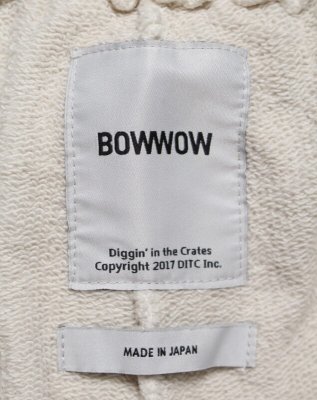 BOWWOW
Diggin' in the Crates
Copyright 2017 DITC Inc.
MADE IN JAPAN